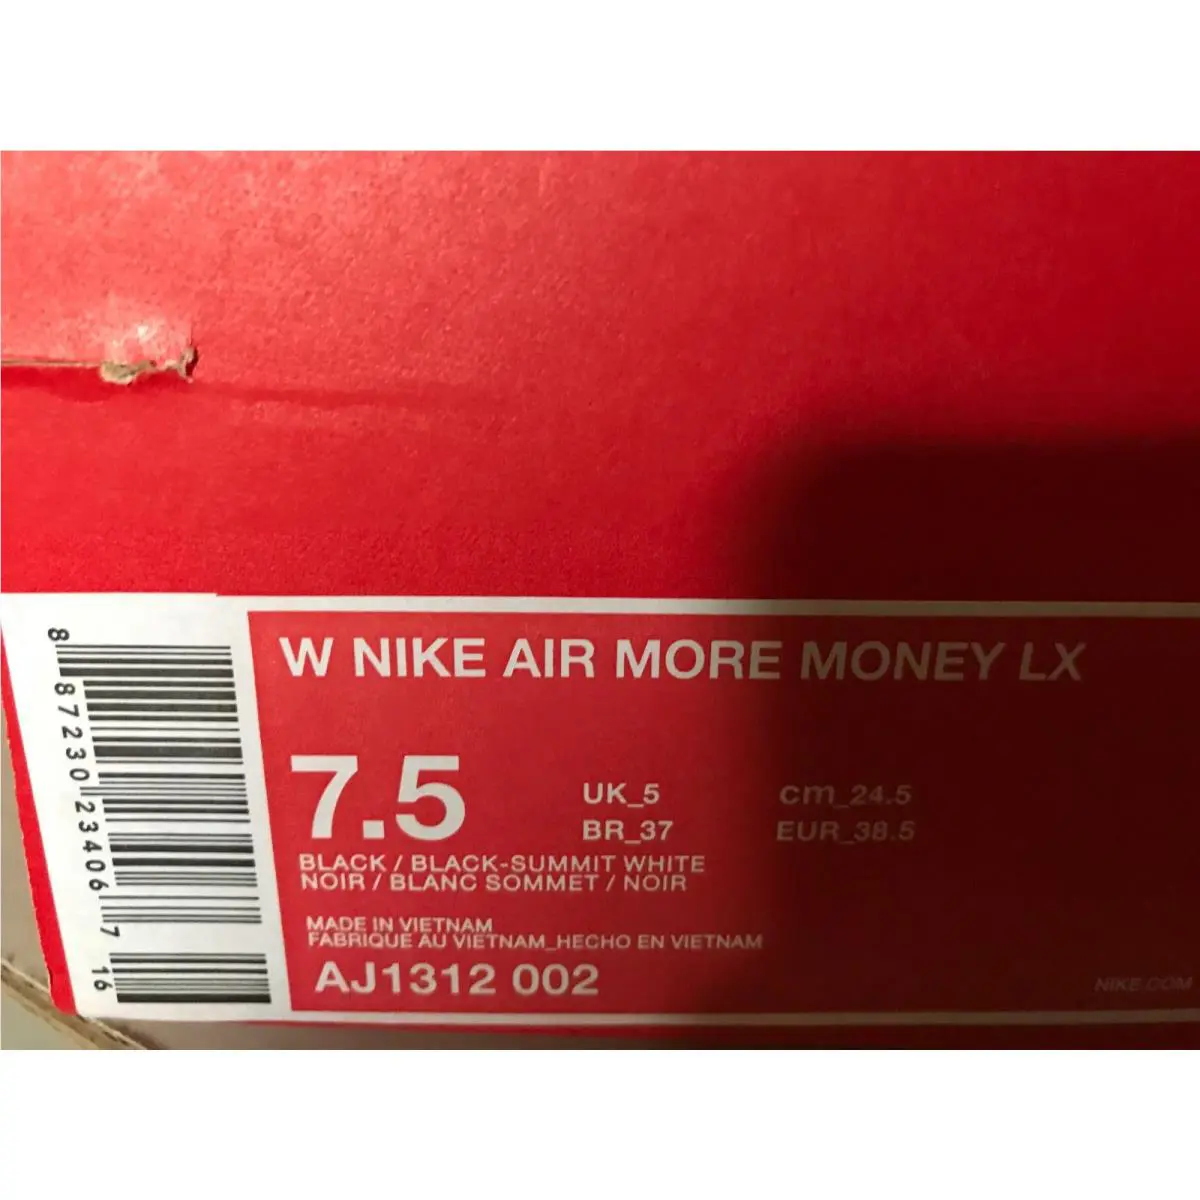 W NIKE AIR MORE MONEY LX
7.5
UK_5 cm_24.5
BR_37 EUR_38.5
BLACK / BLACK-SUMMIT WHITE
NOIR / BLANC SOMMET / NOIR
MADE IN VIETNAM
FABRIQUE AU VIETNAM_HECHO EN VIETNAM
AJ1312 002
NIKE.COM
8 87230 23406 7 16